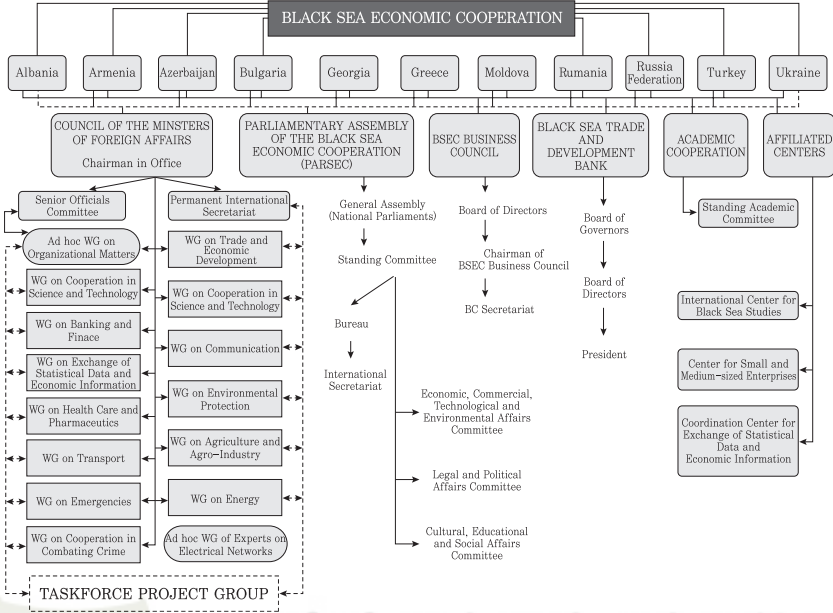 BLACK SEA ECONOMIC COOPERATION
Albania
Armenia
Azerbaijan
Bulgaria
Georgia
Greece
Moldova
Rumania
Russia
Federation
Turkey
Ukraine
COUNCIL OF THE MINSTERS
OF FOREIGN AFFAIRS
Chairman in Office
PARLIAMENTARY ASSEMBLY
OF THE BLACK SEA
ECONOMIC COOPERATION
(PARSEC)
BSEC BUSINESS
COUNCIL
BLACK SEA TRADE
AND
DEVELOPMENT
BANK
ACADEMIC
COOPERATION
AFFILIATED
CENTERS
Senior Officials
Committee
Ad hoc WG on
Organizational Matters
WG on Cooperation in
Science and Technology
WG on Banking and
Finace
WG on Exchange of
Statistical Data and
Economic Information
WG on Health Care and
Pharmaceutics
WG on Transport
WG on Emergencies
WG on Cooperation in
Combating Crime
Permanent International
Secretariat
WG on Trade and
Economic
Development
WG on Cooperation in
Science and Technology
WG on Communication
WG on Environmental
Protection
WG on Agriculture and
Agro-Industry
WG on Energy
Ad hoc WG of Experts on
Electrical Networks
TASKFORCE PROJECT GROUP
General Assembly
(National Parliaments)
Standing Committee
Bureau
International
Secretariat
Economic, Commercial,
Technological and
Environmental Affairs
Committee
Legal and Political
Affairs Committee
Cultural, Educational
and Social Affairs
Committee
Board of Directors
Chairman of
BSEC Business Council
BC Secretariat
Board of
Governors
Board of
Directors
President
Standing Academic
Committee
International Center for
Black Sea Studies
Center for Small and
Medium-sized Enterprises
Coordination Center for
Exchange of Statistical
Data and
Economic Information